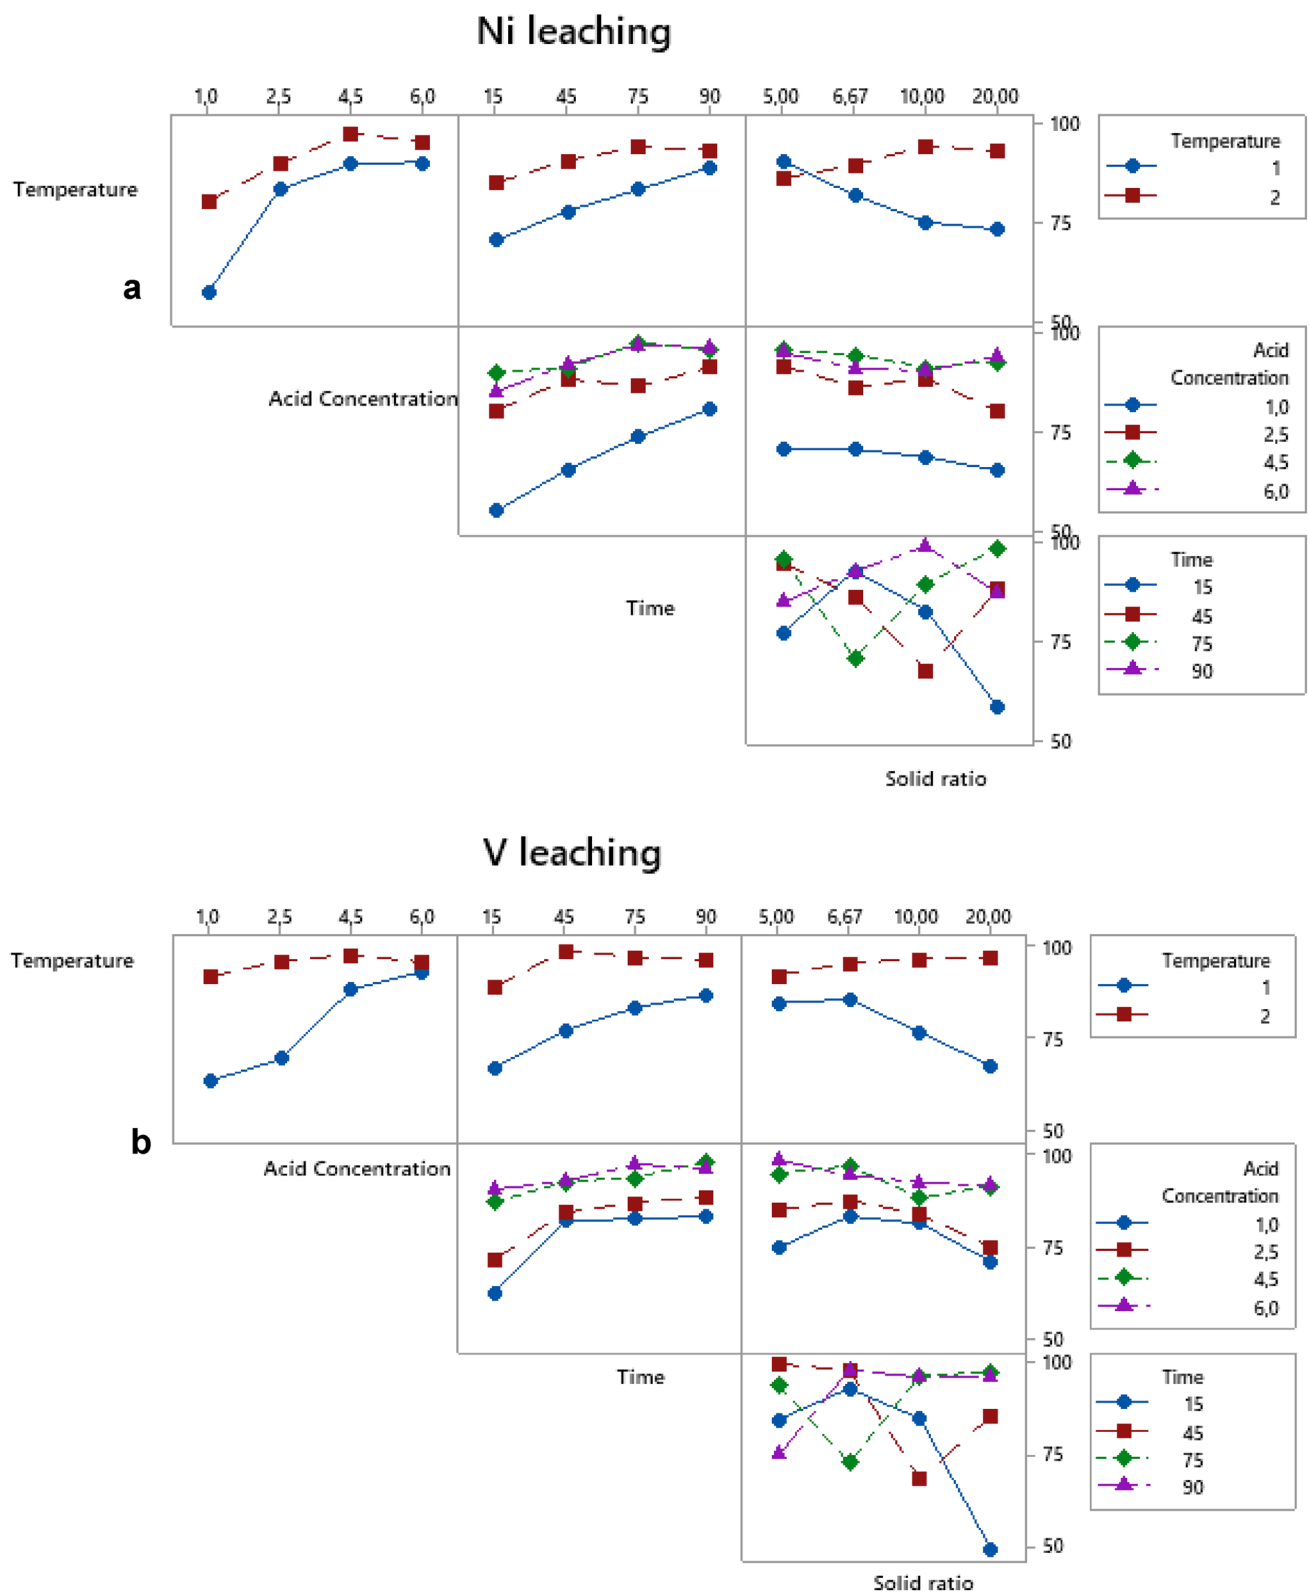 Ni leaching
1,0 2,5 4,5 6,0 15 45 75 90 5,00 6,67 10,00 20,00
Temperature
100
75
50
Temperature
1
2
a
Acid Concentration
100
75
50
Acid
Concentration
1,0
2,5
4,5
6,0
Time
100
75
50
Time
15
45
75
90
Solid ratio
V leaching
1,0 2,5 4,5 6,0 15 45 75 90 5,00 6,67 10,00 20,00
Temperature
100
75
50
Temperature
1
2
b
Acid Concentration
100
75
50
Acid
Concentration
1,0
2,5
4,5
6,0
Time
100
75
50
Time
15
45
75
90
Solid ratio